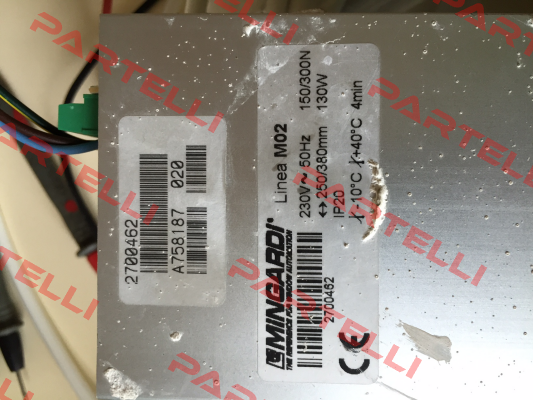 2700462
A758187 020
MINGARDI®
THE REFERENCE FOR WINDOW AUTOMATION
Linea M02
230V~ 50Hz 150/300N
↔ 250/380mm 130W
IP20
-10°C +40°C 4min
2700462
CE
PARTELLI
PARTELLI
PARTELLI
PARTELLI
PARTELLI
PARTELLI